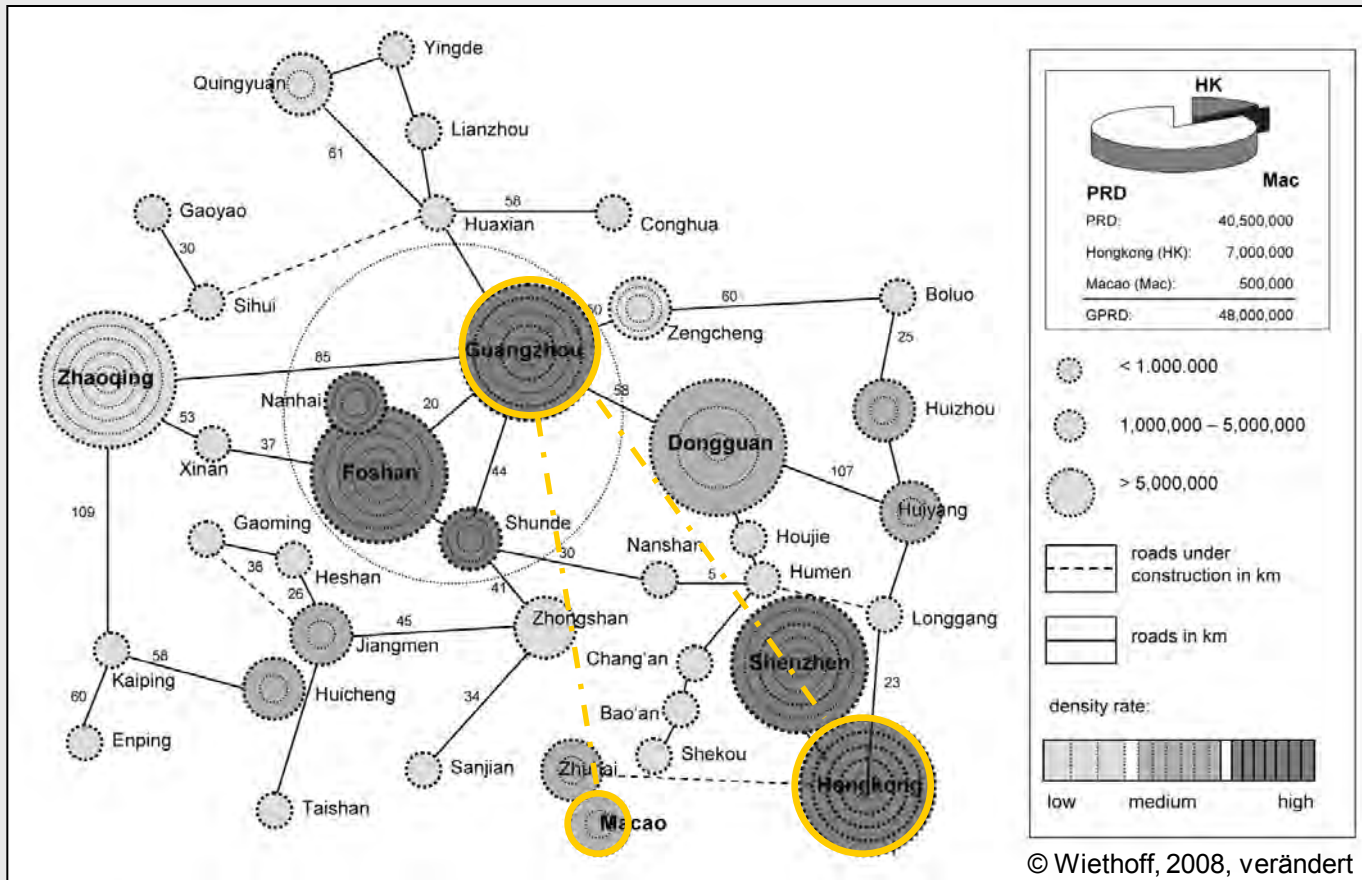 Yingde
Quingyuan
Lianzhou
61
Gaoyao
58
Huaxian
Conghua
30
Sihui
60
Boluo
50
Zengcheng
25
Guangzhou
85
Zhaoqing
58
Nanhai
20
Huizhou
53
37
Dongguan
Xinan
Foshan
44
107
109
Huiyang
Gaoming
Shunde
Nanshan
Houjie
30
36
Heshan
5
Humen
41
26
45
Zhongshan
Longgang
Jiangmen
58
Chang'an
Shenzhen
Kaiping
Huicheng
34
23
60
Bao'an
Enping
Sanjian
Shekou
Zhuhai
Hongkong
Taishan
Macao
HK
Mac
PRD
PRD: 40,500,000
Hongkong (HK): 7,000.000
Macao (Mac): 500,000
GPRD: 48,000,000
< 1.000.000
1,000,000 – 5,000,000
> 5,000,000
roads under
construction in km
roads in km
density rate:
low medium high
© Wiethoff, 2008, verändert